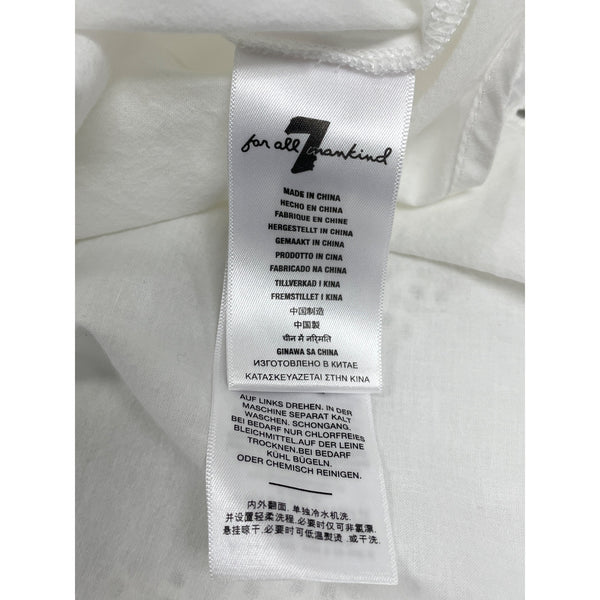 for all 7 mankind
MADE IN CHINA
HECHO EN CHINA
FABRIQUE EN CHINE
HERGESTELLT IN CHINA
GEMAAKT IN CHINA
PRODOTTO IN CINA
FABRICADO NA CHINA
TILLVERKAD I KINA
FREMSTILLET I KINA
中国制造
中国製
चीन में निर्मित
GINAWA SA CHINA
ИЗГОТОВЛЕНО В КИТАЕ
ΚΑΤΑΣΚΕΥΑΖΕΤΑΙ ΣΤΗΝ ΚΙΝΑ
AUF LINKS DREHEN. IN DER
MASCHINE SEPARAT KALT
WASCHEN. SCHONGANG.
BEI BEDARF NUR CHLORFREIES
BLEICHMITTEL.AUF DER LEINE
TROCKNEN.BEI BEDARF
KÜHL BÜGELN.
ODER CHEMISCH REINIGEN.
内外翻面. 单独冷水机洗.
并设置轻柔洗程. 必要时仅可非氯漂.
悬挂晾干. 必要时可低温熨烫. 或干洗.